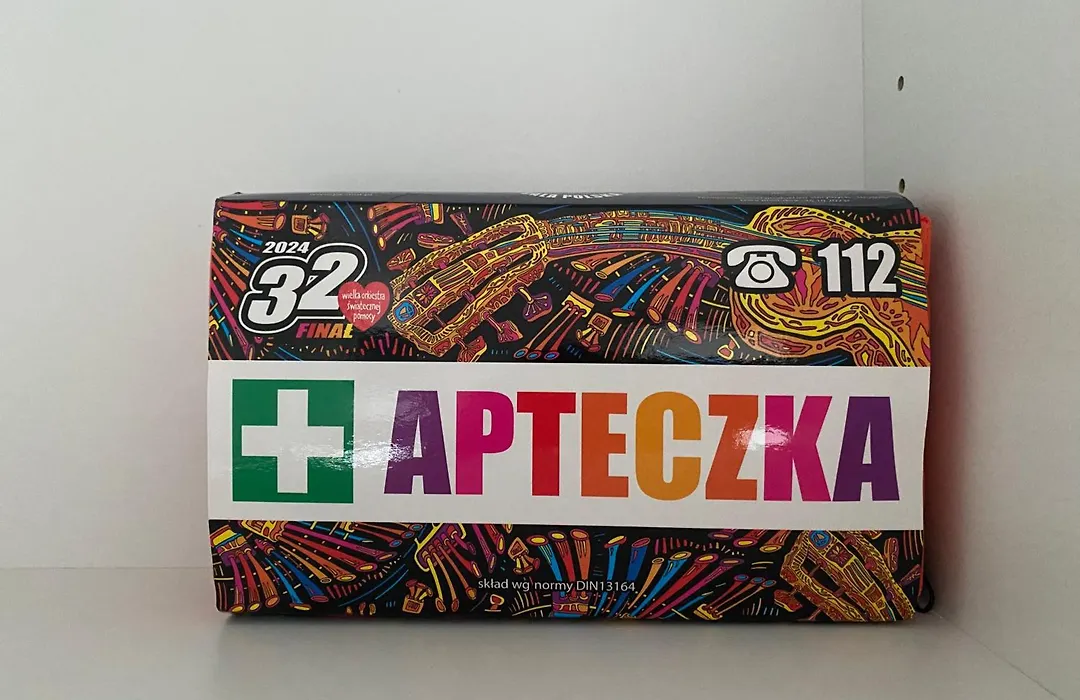 2024
32
wielka orkiestra
świątecznej
pomocy
FINAŁ
112
APTECZKA
skład wg normy DIN13164